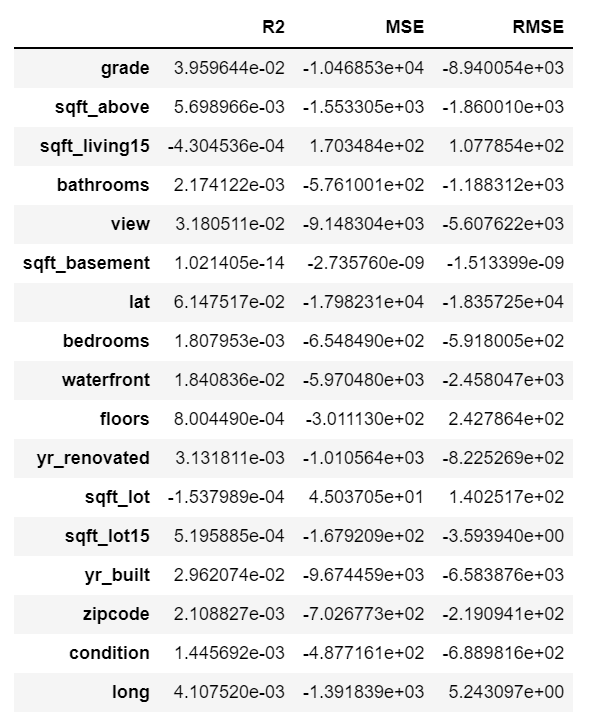 R2 MSE RMSE
grade 3.959644e-02 -1.046853e+04 -8.940054e+03
sqft_above 5.698966e-03 -1.553305e+03 -1.860010e+03
sqft_living15 -4.304536e-04 1.703484e+02 1.077854e+02
bathrooms 2.174122e-03 -5.761001e+02 -1.188312e+03
view 3.180511e-02 -9.148304e+03 -5.607622e+03
sqft_basement 1.021405e-14 -2.735760e-09 -1.513399e-09
lat 6.147517e-02 -1.798231e+04 -1.835725e+04
bedrooms 1.807953e-03 -6.548490e+02 -5.918005e+02
waterfront 1.840836e-02 -5.970480e+03 -2.458047e+03
floors 8.004490e-04 -3.011130e+02 2.427864e+02
yr_renovated 3.131811e-03 -1.010564e+03 -8.225269e+02
sqft_lot -1.537989e-04 4.503705e+01 1.402517e+02
sqft_lot15 5.195885e-04 -1.679209e+02 -3.593940e+00
yr_built 2.962074e-02 -9.674459e+03 -6.583876e+03
zipcode 2.108827e-03 -7.026773e+02 -2.190941e+02
condition 1.445692e-03 -4.877161e+02 -6.889816e+02
long 4.107520e-03 -1.391839e+03 5.243097e+00